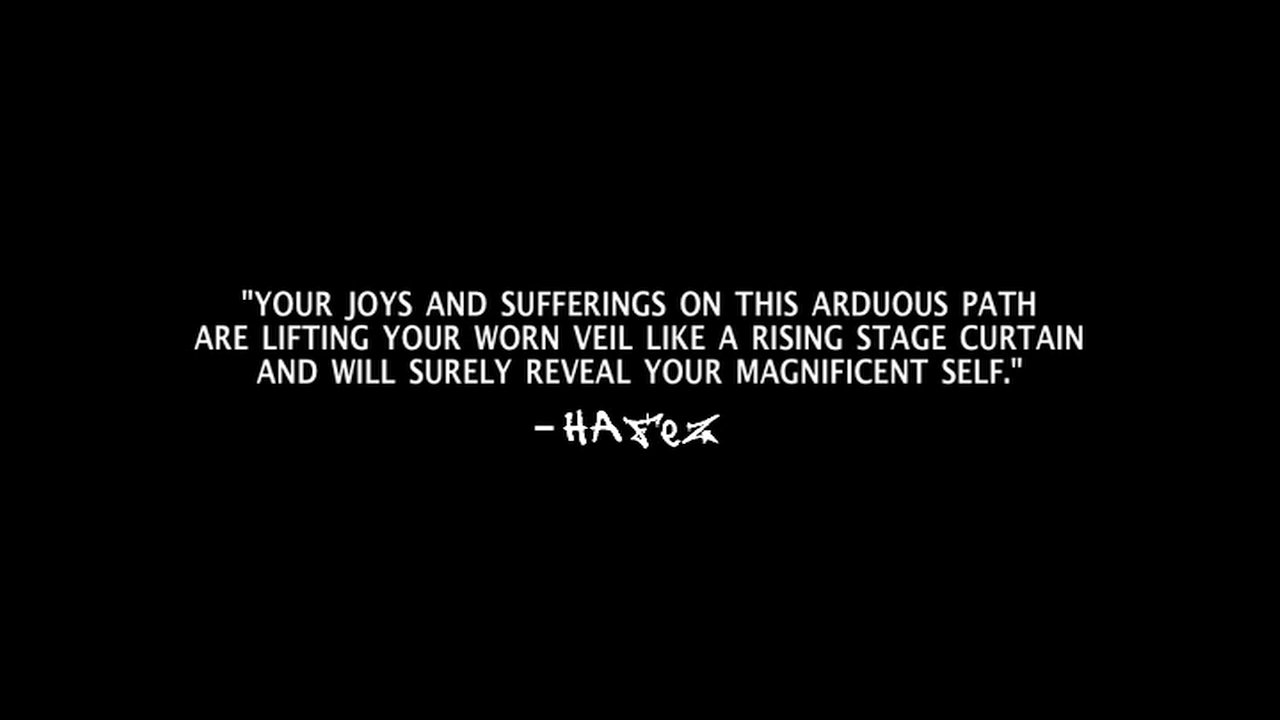 "YOUR JOYS AND SUFFERINGS ON THIS ARDUOUS PATH
ARE LIFTING YOUR WORN VEIL LIKE A RISING STAGE CURTAIN
AND WILL SURELY REVEAL YOUR MAGNIFICENT SELF."
–HAFeZ